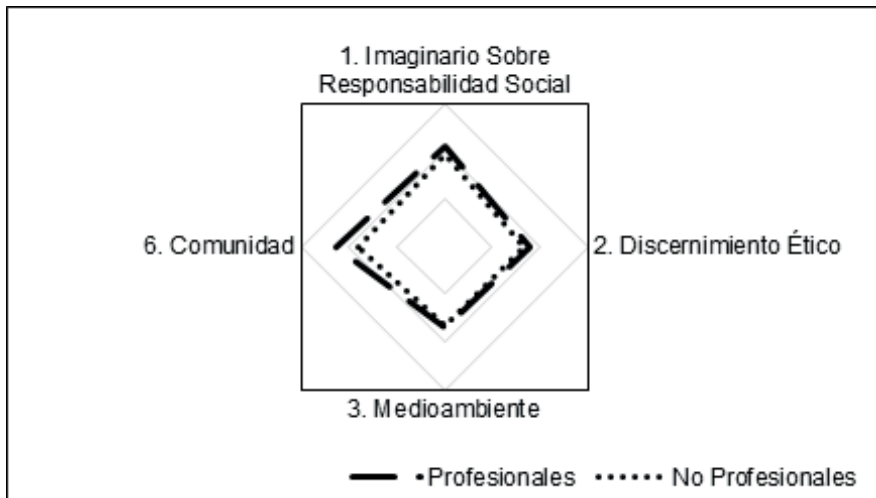 1. Imaginario Sobre
Responsabilidad Social
6. Comunidad
2. Discernimiento Ético
3. Medioambiente
Profesionales
No Profesionales